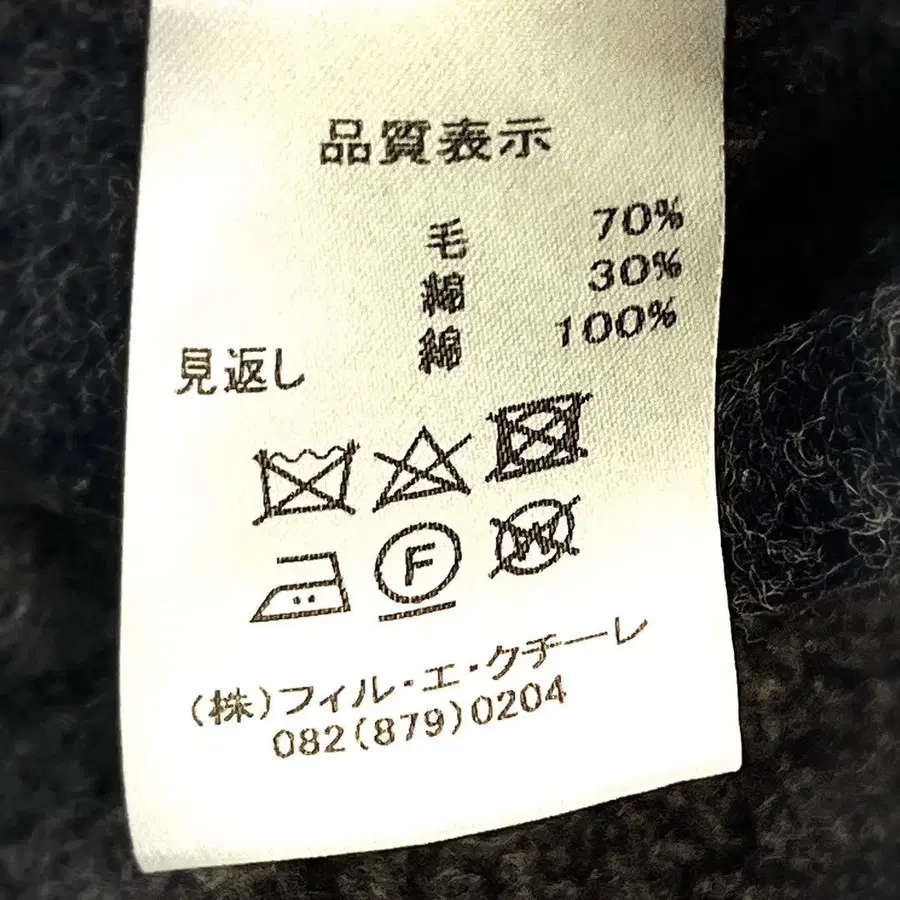 品質表示
毛 70%
綿 30%
見返し 綿 100%
F
W
(株)フィル・エ・クチーレ
082(879)0204